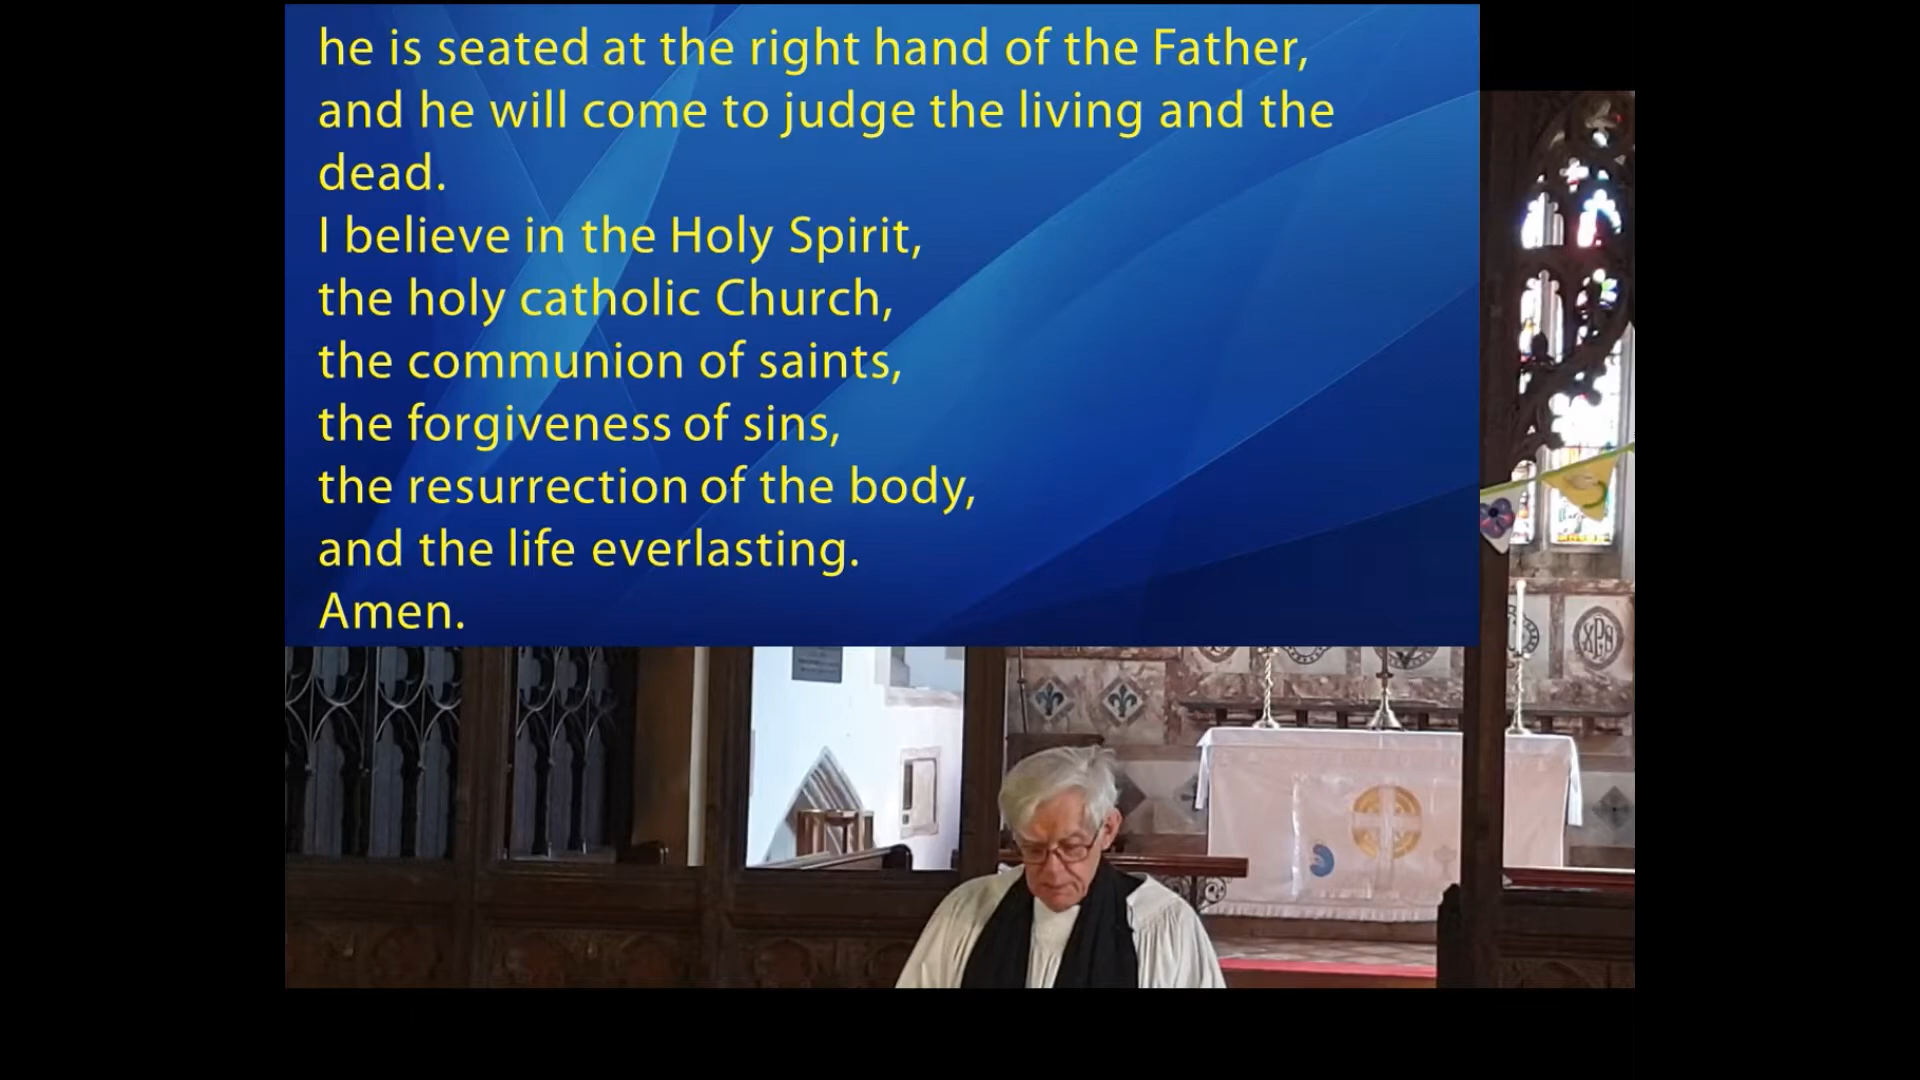 he is seated at the right hand of the Father,
and he will come to judge the living and the
dead.
I believe in the Holy Spirit,
the holy catholic Church,
the communion of saints,
the forgiveness of sins,
the resurrection of the body,
and the life everlasting.
Amen.